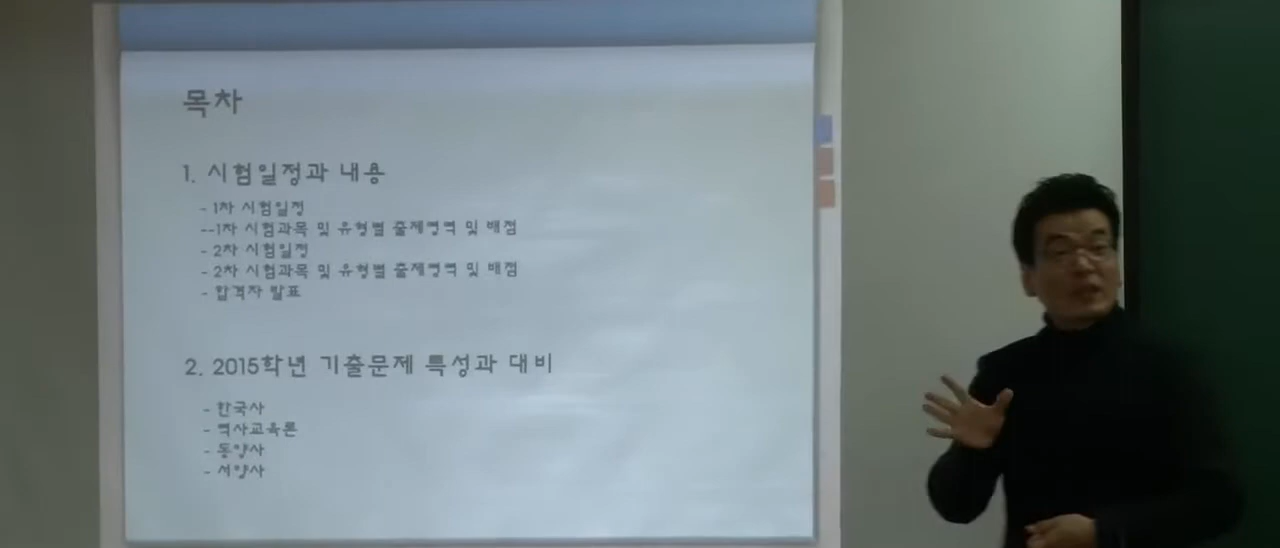 목차
1. 시험일정과 내용
- 1차 시험일정
--1차 시험과목 및 유형별 출제영역 및 배점
- 2차 시험일정
- 2차 시험과목 및 유형별 출제영역 및 배점
- 합격자 발표
2. 2015학년 기출문제 특성과 대비
- 한국사
- 역사교육론
- 동양사
- 서양사